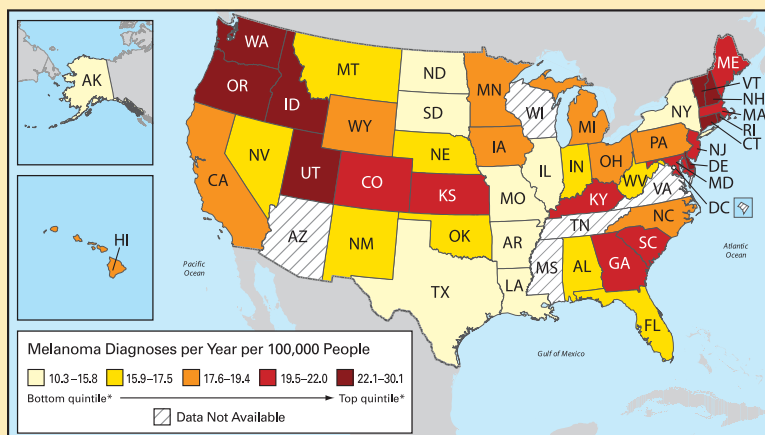 AK
HI
WA
OR
ID
MT
ND
SD
MN
WI
MI
WY
NE
IA
NV
UT
CO
KS
CA
AZ
NM
OK
TX
MO
AR
LA
IL
IN
OH
KY
TN
MS
AL
GA
FL
SC
NC
WV
VA
PA
NY
ME
VT
NH
MA
RI
CT
NJ
DE
MD
DC
Pacific
Ocean
Atlantic
Ocean
Gulf of Mexico
Melanoma Diagnoses per Year per 100,000 People
10.3–15.8 15.9–17.5 17.6–19.4 19.5–22.0 22.1–30.1
Bottom quintile* Top quintile*
Data Not Available